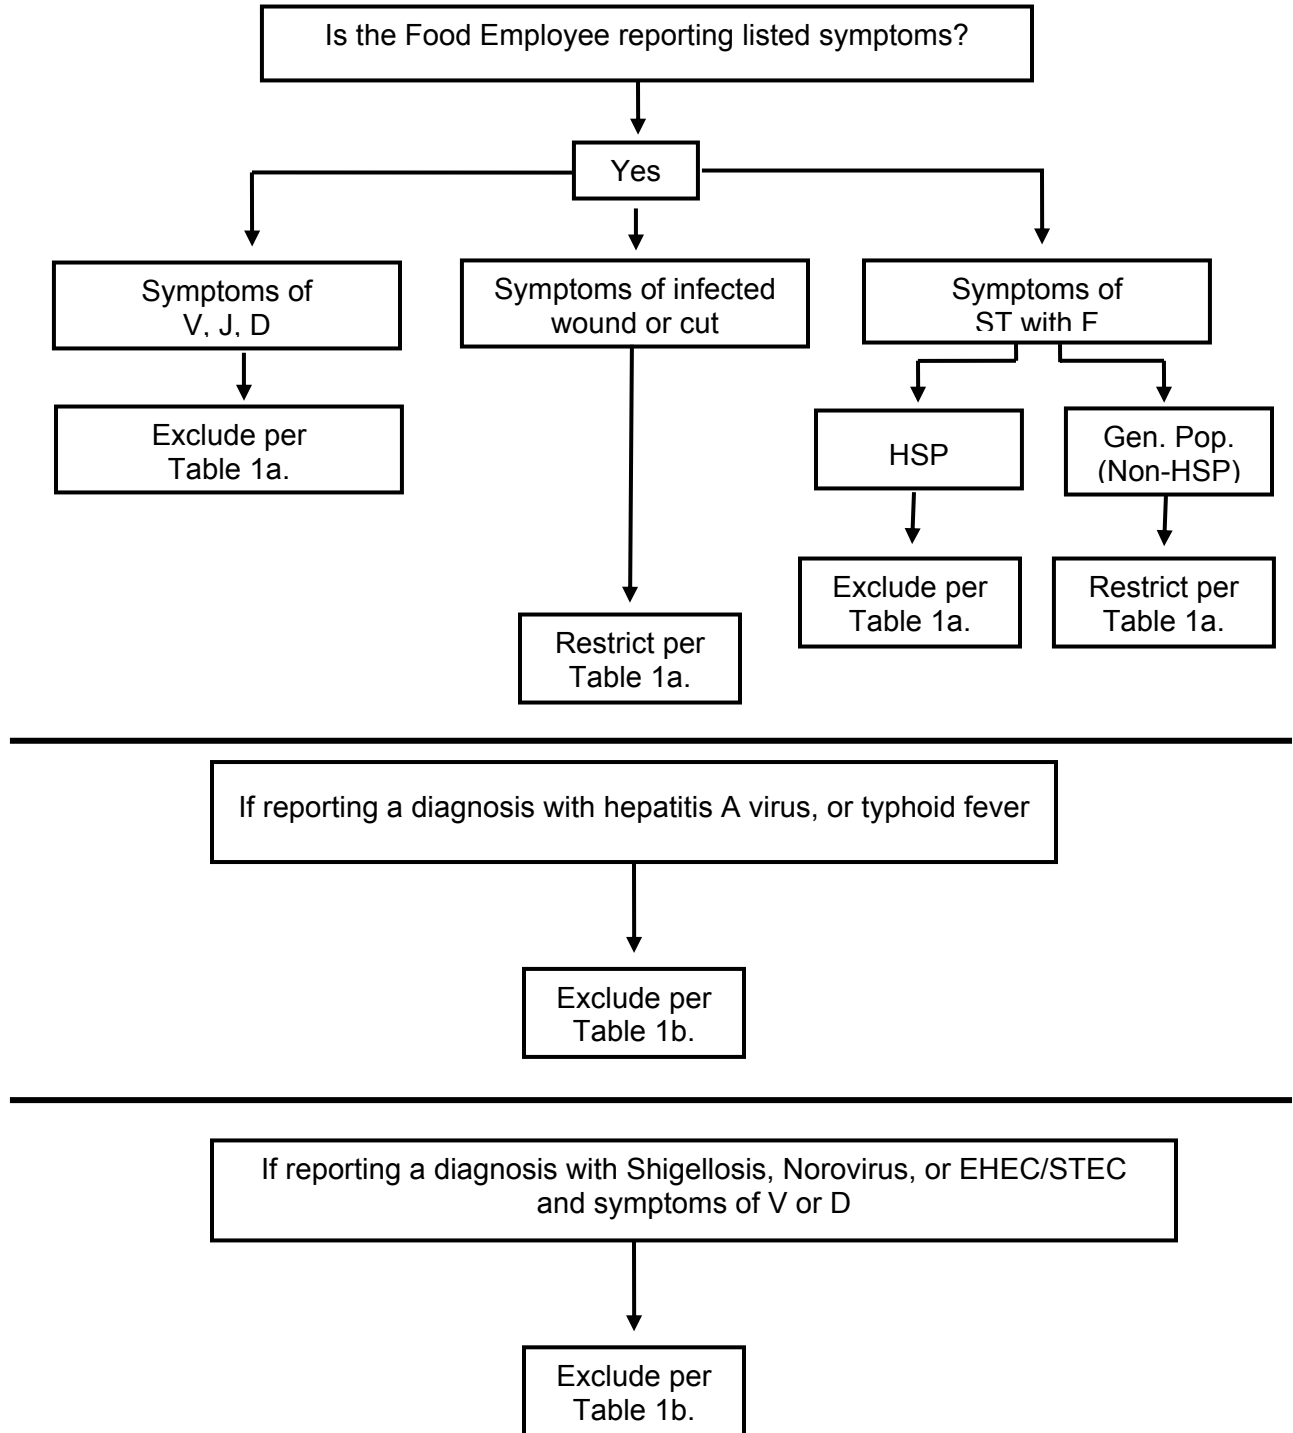 Is the Food Employee reporting listed symptoms?
Yes
Symptoms of
V, J, D
Symptoms of infected
wound or cut
Symptoms of
ST with F
Exclude per
Table 1a.
HSP
Gen. Pop.
(Non-HSP)
Exclude per
Table 1a.
Restrict per
Table 1a.
Restrict per
Table 1a.
If reporting a diagnosis with hepatitis A virus, or typhoid fever
Exclude per
Table 1b.
If reporting a diagnosis with Shigellosis, Norovirus, or EHEC/STEC
and symptoms of V or D
Exclude per
Table 1b.